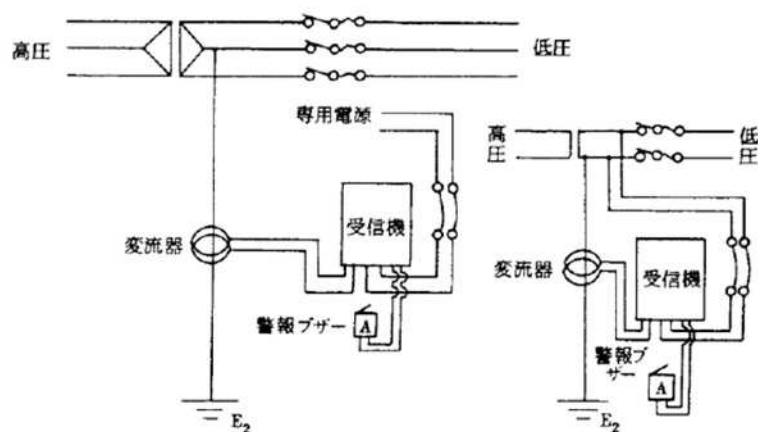 高圧
低圧
専用電源
受信機
変流器
警報ブザー
A
E₂
高
圧
低
圧
変流器
受信機
警報ブ
ザー
A
E₂